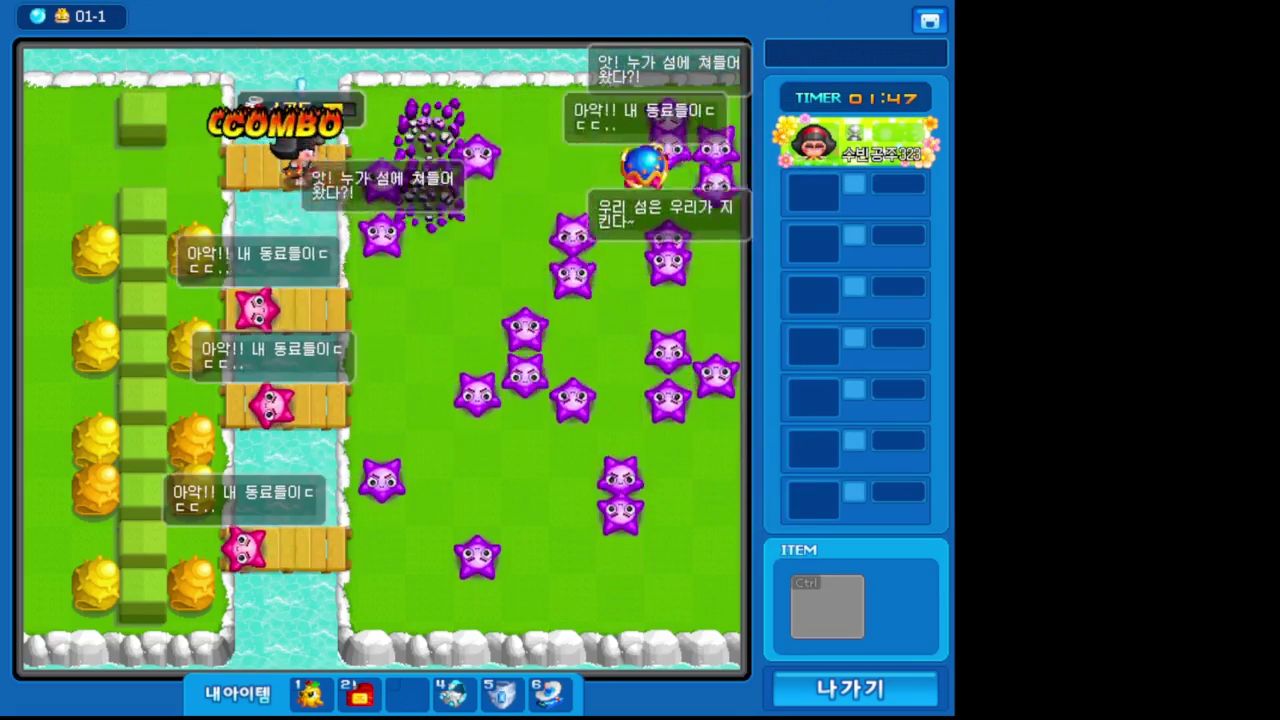 01-1
앗! 누가 섬에 쳐들어
왔다?!
TIMER 01:47
아악!! 내 동료들이ㄷ
ㄷㄷ..
COMBO
수빈공주323
앗! 누가 섬에 쳐들어
왔다?!
우리 섬은 우리가 지
킨다~
아악!! 내 동료들이ㄷ
ㄷㄷ..
아악!! 내 동료들이ㄷ
ㄷㄷ..
아악!! 내 동료들이ㄷ
ㄷㄷ..
ITEM
Ctrl
내아이템
1
2
4
5
6
나가기